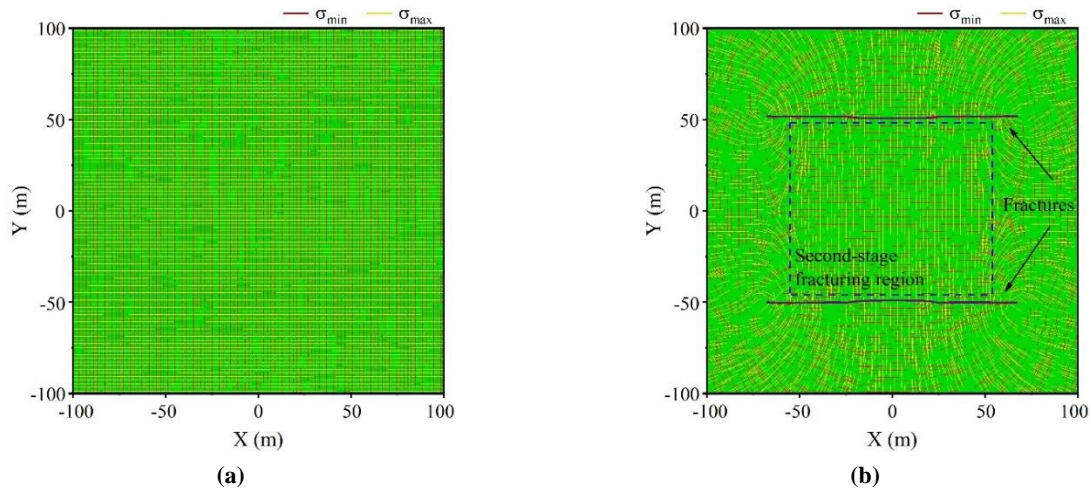 σmin σmax
100
50
0
-50
-100
-100 -50 0 50 100
Y (m)
X (m)
(a)
σmin σmax
100
50
0
-50
-100
-100 -50 0 50 100
Y (m)
X (m)
Fractures
Second-stage
fracturing region
(b)